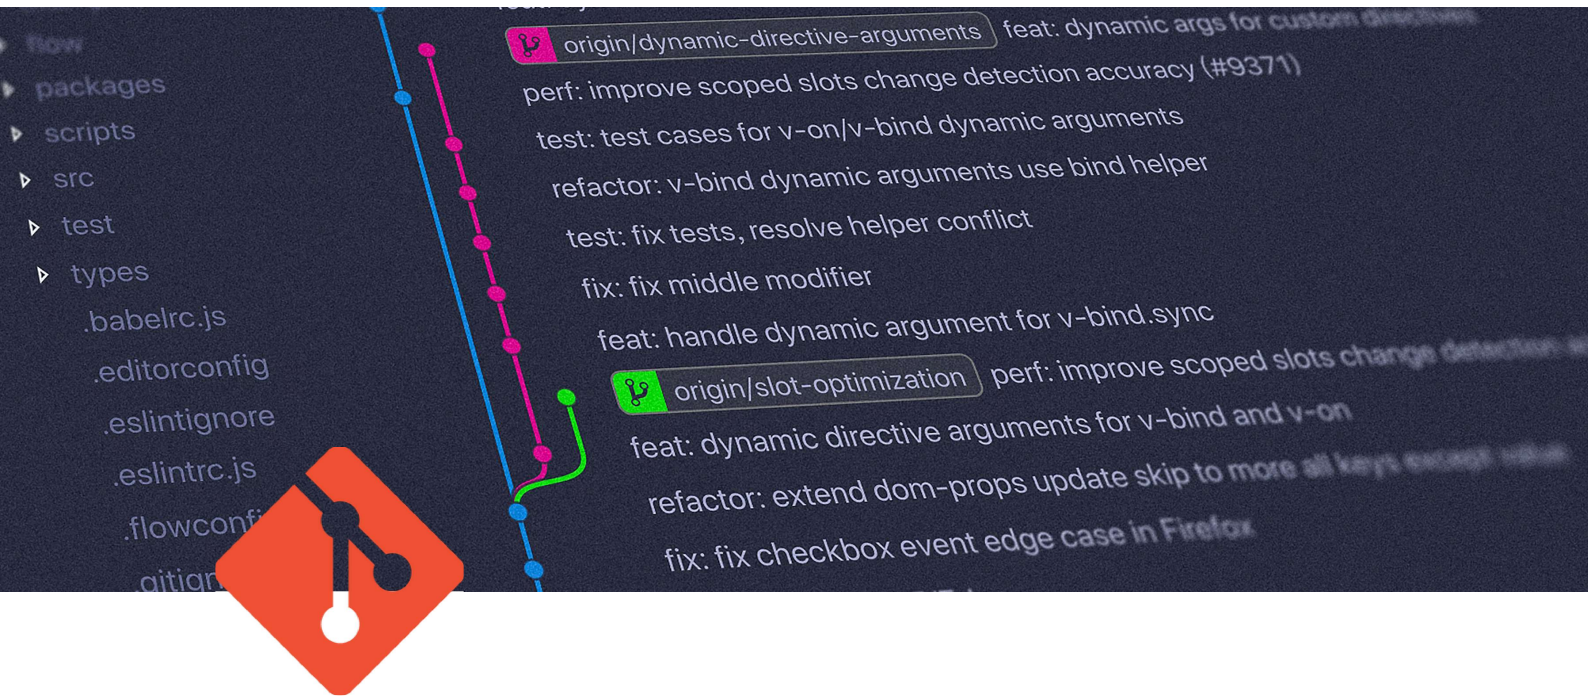 flow
packages
scripts
src
test
types
.babelrc.js
.editorconfig
.eslintignore
.eslintrc.js
origin/dynamic-directive-arguments feat: dynamic args for custom directives
perf: improve scoped slots change detection accuracy (#9371)
test: test cases for v-on/v-bind dynamic arguments
refactor: v-bind dynamic arguments use bind helper
test: fix tests, resolve helper conflict
fix: fix middle modifier
feat: handle dynamic argument for v-bind.sync
origin/slot-optimization perf: improve scoped slots change detection
feat: dynamic directive arguments for v-bind and v-on
refactor: extend dom-props update skip to more all keys except value
fix: fix checkbox event edge case in Firefox